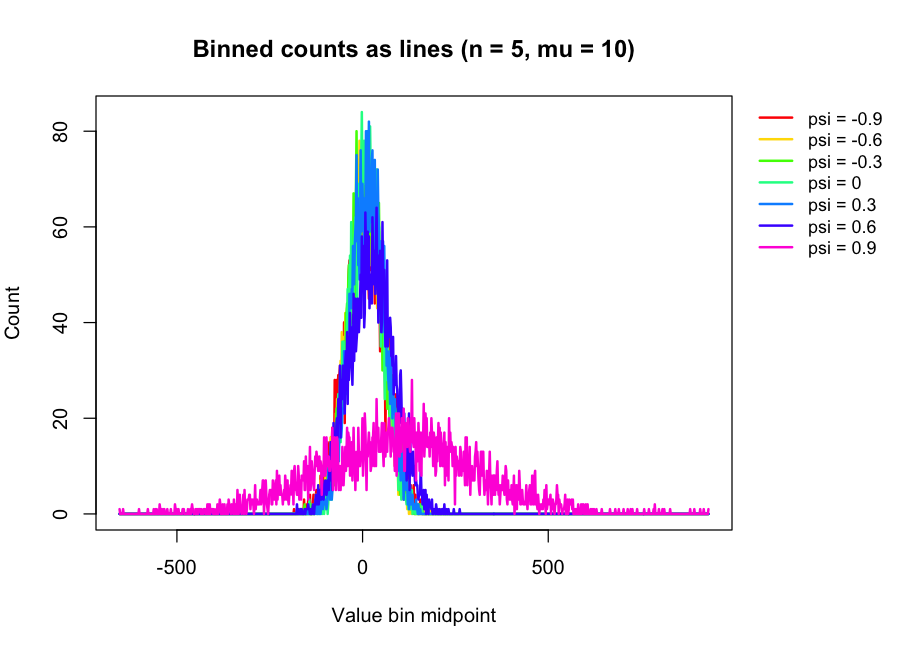 Binned counts as lines (n = 5, mu = 10)
psi = -0.9
psi = -0.6
psi = -0.3
psi = 0
psi = 0.3
psi = 0.6
psi = 0.9
Count
80
60
40
20
0
-500
0
500
Value bin midpoint